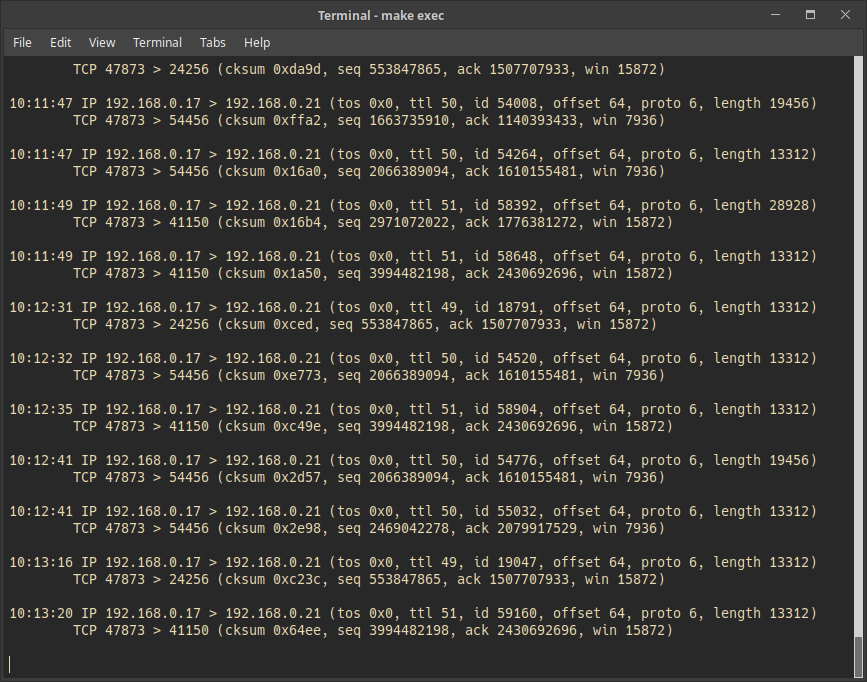 Terminal - make exec
File Edit View Terminal Tabs Help
TCP 47873 > 24256 (cksum 0xda9d, seq 553847865, ack 1507707933, win 15872)
10:11:47 IP 192.168.0.17 > 192.168.0.21 (tos 0x0, ttl 50, id 54008, offset 64, proto 6, length 19456)
TCP 47873 > 54456 (cksum 0xffa2, seq 1663735910, ack 1140393433, win 7936)
10:11:47 IP 192.168.0.17 > 192.168.0.21 (tos 0x0, ttl 50, id 54264, offset 64, proto 6, length 13312)
TCP 47873 > 54456 (cksum 0x16a0, seq 2066389094, ack 1610155481, win 7936)
10:11:49 IP 192.168.0.17 > 192.168.0.21 (tos 0x0, ttl 51, id 58392, offset 64, proto 6, length 28928)
TCP 47873 > 41150 (cksum 0x16b4, seq 2971072022, ack 1776381272, win 15872)
10:11:49 IP 192.168.0.17 > 192.168.0.21 (tos 0x0, ttl 51, id 58648, offset 64, proto 6, length 13312)
TCP 47873 > 41150 (cksum 0x1a50, seq 3994482198, ack 2430692696, win 15872)
10:12:31 IP 192.168.0.17 > 192.168.0.21 (tos 0x0, ttl 49, id 18791, offset 64, proto 6, length 13312)
TCP 47873 > 24256 (cksum 0xced, seq 553847865, ack 1507707933, win 15872)
10:12:32 IP 192.168.0.17 > 192.168.0.21 (tos 0x0, ttl 50, id 54520, offset 64, proto 6, length 13312)
TCP 47873 > 54456 (cksum 0xe773, seq 2066389094, ack 1610155481, win 7936)
10:12:35 IP 192.168.0.17 > 192.168.0.21 (tos 0x0, ttl 51, id 58904, offset 64, proto 6, length 13312)
TCP 47873 > 41150 (cksum 0xc49e, seq 3994482198, ack 2430692696, win 15872)
10:12:41 IP 192.168.0.17 > 192.168.0.21 (tos 0x0, ttl 50, id 54776, offset 64, proto 6, length 19456)
TCP 47873 > 54456 (cksum 0x2d57, seq 2066389094, ack 1610155481, win 7936)
10:12:41 IP 192.168.0.17 > 192.168.0.21 (tos 0x0, ttl 50, id 55032, offset 64, proto 6, length 13312)
TCP 47873 > 54456 (cksum 0x2e98, seq 2469042278, ack 2079917529, win 7936)
10:13:16 IP 192.168.0.17 > 192.168.0.21 (tos 0x0, ttl 49, id 19047, offset 64, proto 6, length 13312)
TCP 47873 > 24256 (cksum 0xc23c, seq 553847865, ack 1507707933, win 15872)
10:13:20 IP 192.168.0.17 > 192.168.0.21 (tos 0x0, ttl 51, id 59160, offset 64, proto 6, length 13312)
TCP 47873 > 41150 (cksum 0x64ee, seq 3994482198, ack 2430692696, win 15872)